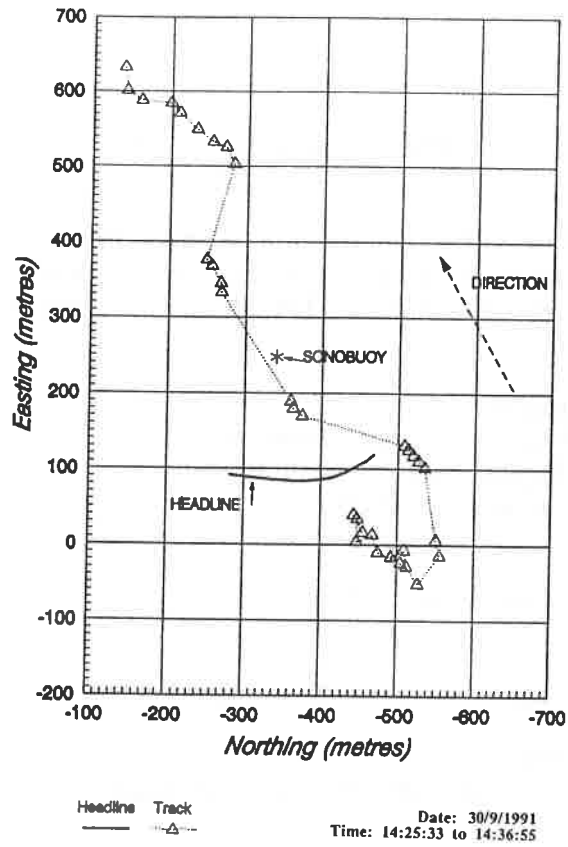 700
600
500
400
300
200
100
0
-100
-200
Easting (metres)
DIRECTION
SONOBUOY
HEADLINE
-100 -200 -300 -400 -500 -600 -700
Northing (metres)
Headline Track
Date: 30/9/1991
Time: 14:25:33 to 14:36:55